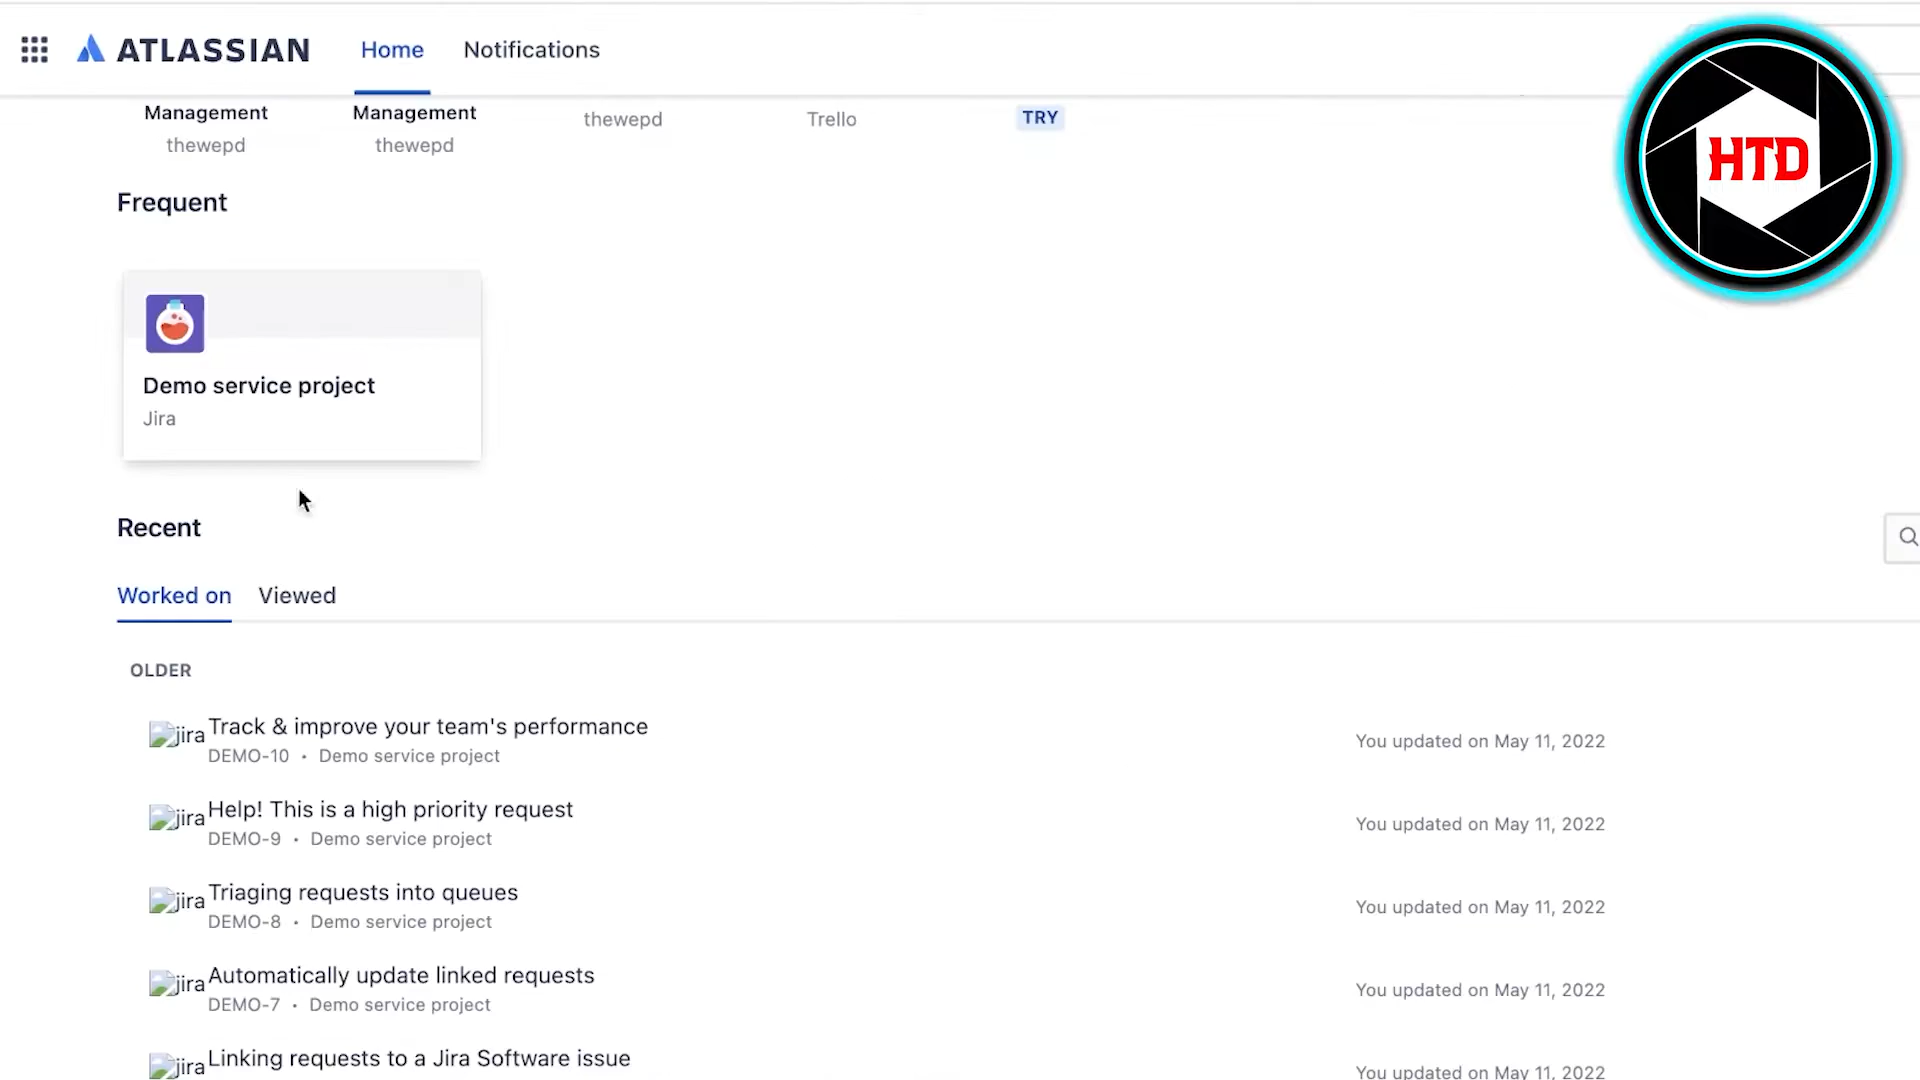 ATLASSIAN Home Notifications
Management Management thewepd Trello TRY
thewepd thewepd
HTD
Frequent
Demo service project
Jira
Recent
Worked on Viewed
OLDER
jira Track & improve your team's performance
DEMO-10 • Demo service project
You updated on May 11, 2022
jira Help! This is a high priority request
DEMO-9 • Demo service project
You updated on May 11, 2022
jira Triaging requests into queues
DEMO-8 • Demo service project
You updated on May 11, 2022
jira Automatically update linked requests
DEMO-7 • Demo service project
You updated on May 11, 2022
jira Linking requests to a Jira Software issue
You updated on May 11, 2022